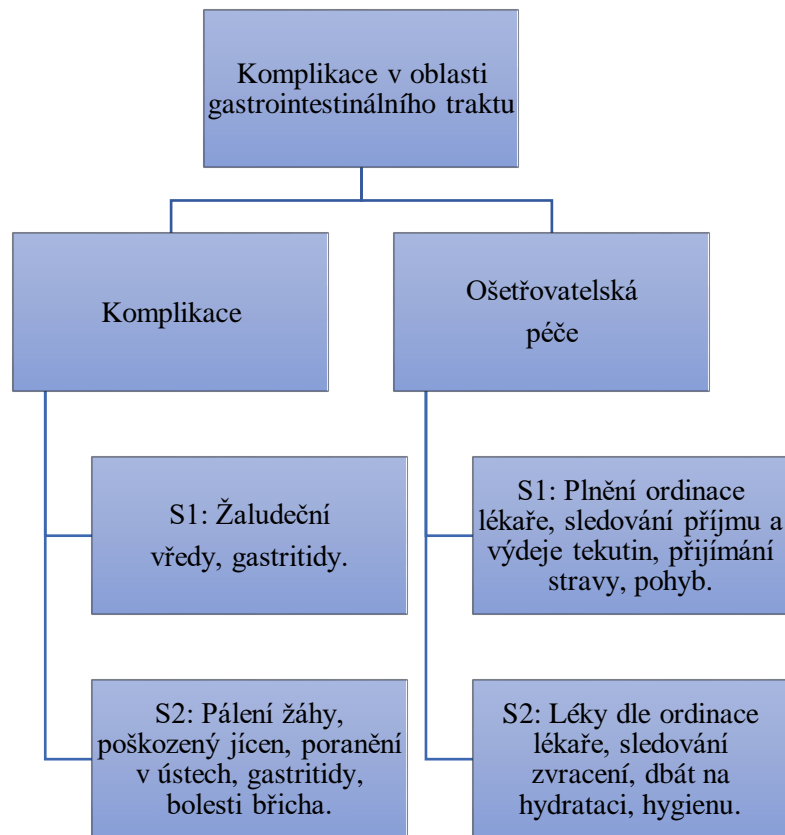 Komplikace v oblasti
gastrointestinálního traktu
Komplikace
Ošetřovatelská
péče
S1: Žaludeční
vředy, gastritidy.
S1: Plnění ordinace
lékaře, sledování příjmu a
výdeje tekutin, přijímání
stravy, pohyb.
S2: Pálení žáhy,
poškozený jícen, poranění
v ústech, gastritidy,
bolesti břicha.
S2: Léky dle ordinace
lékaře, sledování
zvracení, dbát na
hydrataci, hygienu.